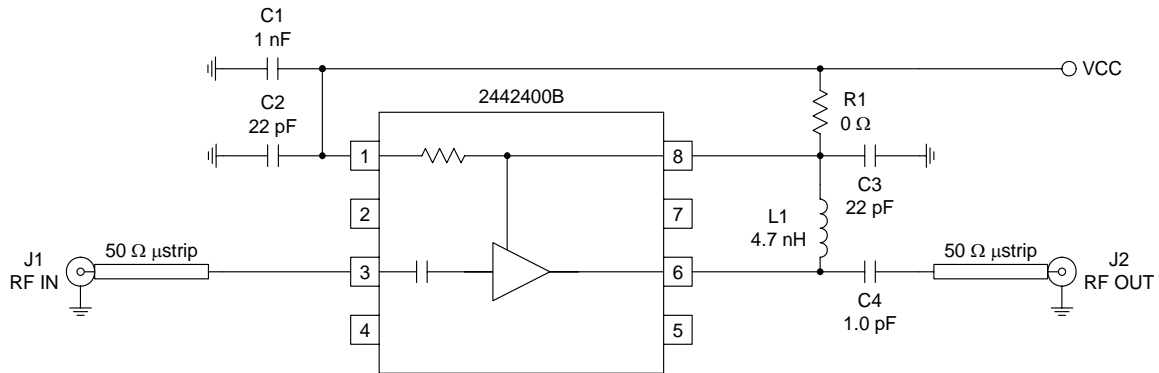 C1
1 nF
VCC
C2
22 pF
2442400B
R1
0 Ω
1
8
C3
22 pF
2
7
L1
4.7 nH
J1
RF IN
50 Ω µstrip
3
6
50 Ω µstrip
J2
RF OUT
C4
1.0 pF
4
5